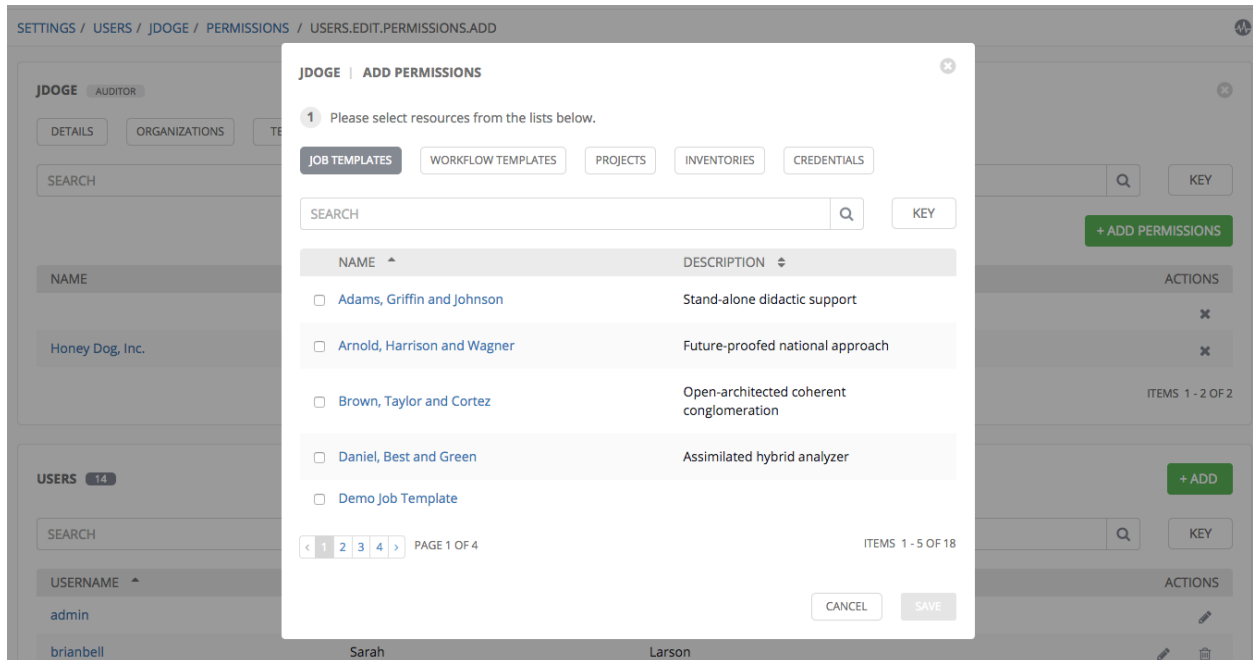 SETTINGS / USERS / JDOGE / PERMISSIONS / USERS.EDIT.PERMISSIONS.ADD
JDOGE AUDITOR
DETAILS ORGANIZATIONS TE
SEARCH KEY
+ ADD PERMISSIONS
NAME ACTIONS
Honey Dog, Inc.
ITEMS 1 - 2 OF 2
USERS 14
+ ADD
SEARCH KEY
USERNAME ACTIONS
admin
brianbell Sarah Larson
JDOGE | ADD PERMISSIONS
1 Please select resources from the lists below.
JOB TEMPLATES WORKFLOW TEMPLATES PROJECTS INVENTORIES CREDENTIALS
SEARCH KEY
NAME DESCRIPTION
Adams, Griffin and Johnson Stand-alone didactic support
Arnold, Harrison and Wagner Future-proofed national approach
Brown, Taylor and Cortez Open-architected coherent
conglomeration
Daniel, Best and Green Assimilated hybrid analyzer
Demo Job Template
< 1 2 3 4 > PAGE 1 OF 4 ITEMS 1 - 5 OF 18
CANCEL SAVE